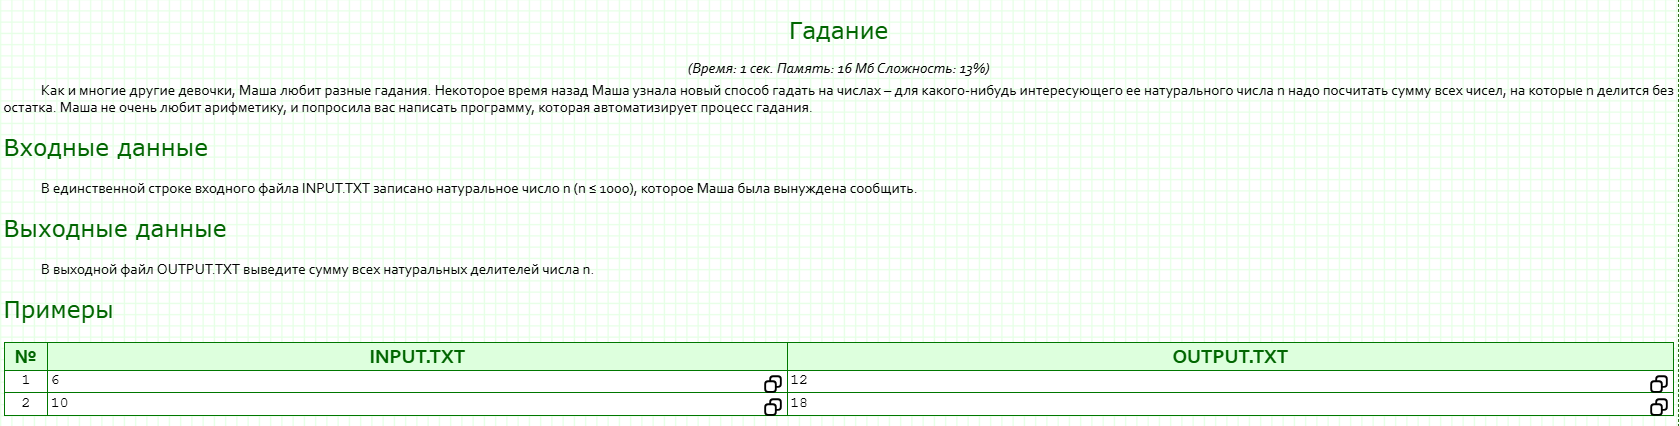 Гадание
(Время: 1 сек. Память: 16 Мб Сложность: 13%)
Как и многие другие девочки, Маша любит разные гадания. Некоторое время назад Маша узнала новый способ гадать на числах – для какого-нибудь интересующего ее натурального числа n надо посчитать сумму всех чисел, на которые n делится без
остатка. Маша не очень любит арифметику, и попросила вас написать программу, которая автоматизирует процесс гадания.
Входные данные
В единственной строке входного файла INPUT.TXT записано натуральное число n (n ≤ 1000), которое Маша была вынуждена сообщить.
Выходные данные
В выходной файл OUTPUT.TXT выведите сумму всех натуральных делителей числа n.
Примеры
№ INPUT.TXT OUTPUT.TXT
1 6 12
2 10 18